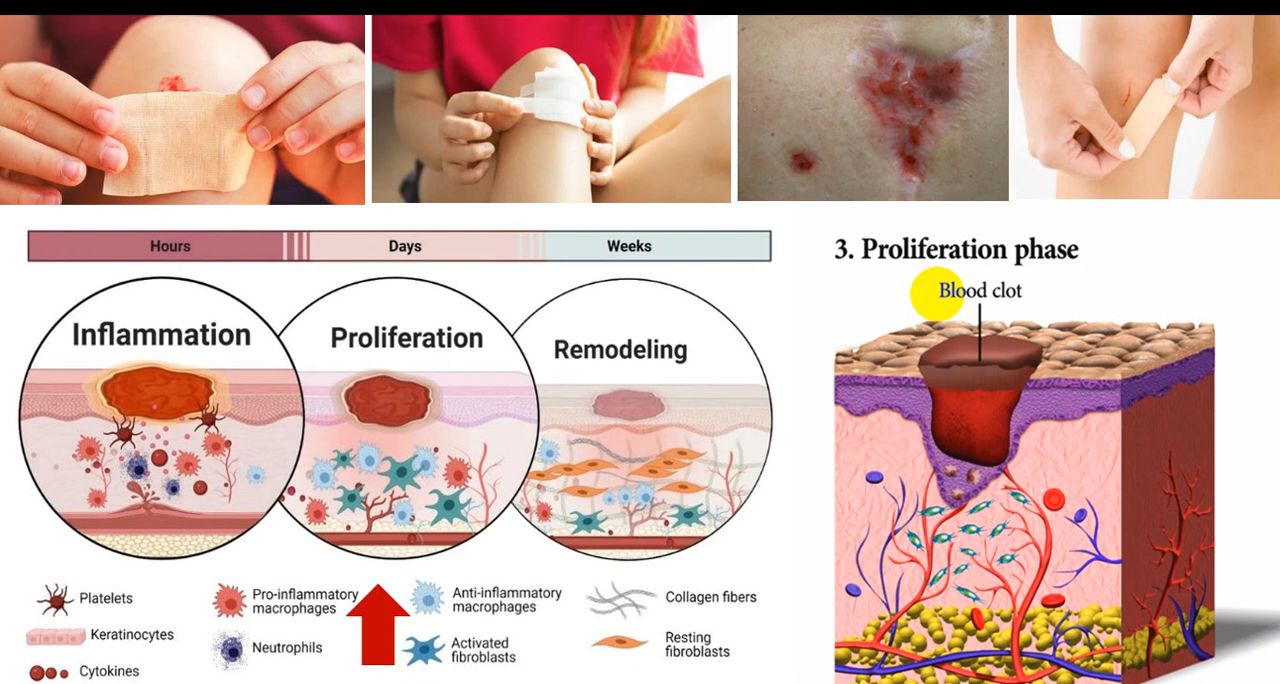 Hours
Days
Weeks
3. Proliferation phase
Blood clot
Inflammation
Proliferation
Remodeling
Platelets
Keratinocytes
Cytokines
Pro-inflammatory
macrophages
Neutrophils
Anti-inflammatory
macrophages
Activated
fibroblasts
Collagen fibers
Resting
fibroblasts